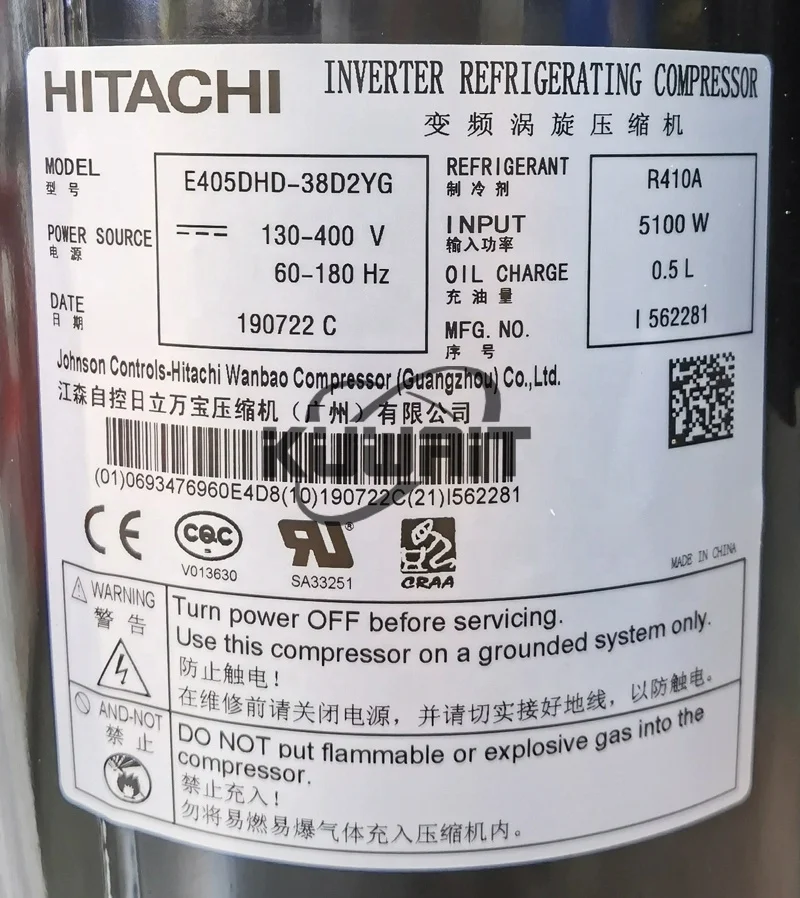 HITACHI
INVERTER REFRIGERATING COMPRESSOR
变频涡旋压缩机
MODEL
型号
E405DHD-38D2YG
POWER SOURCE
电源
130-400 V
60-180 Hz
DATE
日期
190722 C
REFRIGERANT
制冷剂
R410A
INPUT
输入功率
5100 W
OIL CHARGE
充油量
0.5 L
MFG. NO.
序号
I 562281
Johnson Controls-Hitachi Wanbao Compressor (Guangzhou) Co.,Ltd.
江森自控日立万宝压缩机（广州）有限公司
KUWAIT
(01)0693476960E4D8(10)190722C(21)I562281
CE
CQC
V013630
RU®
SA33251
CRAA
MADE IN CHINA
WARNING
警告
Turn power OFF before servicing.
Use this compressor on a grounded system only.
防止触电！
在维修前请关闭电源，并请切实接好地线，以防触电。
AND-NOT
禁止
DO NOT put flammable or explosive gas into the
compressor.
禁止充入！
勿将易燃易爆气体充入压缩机内。